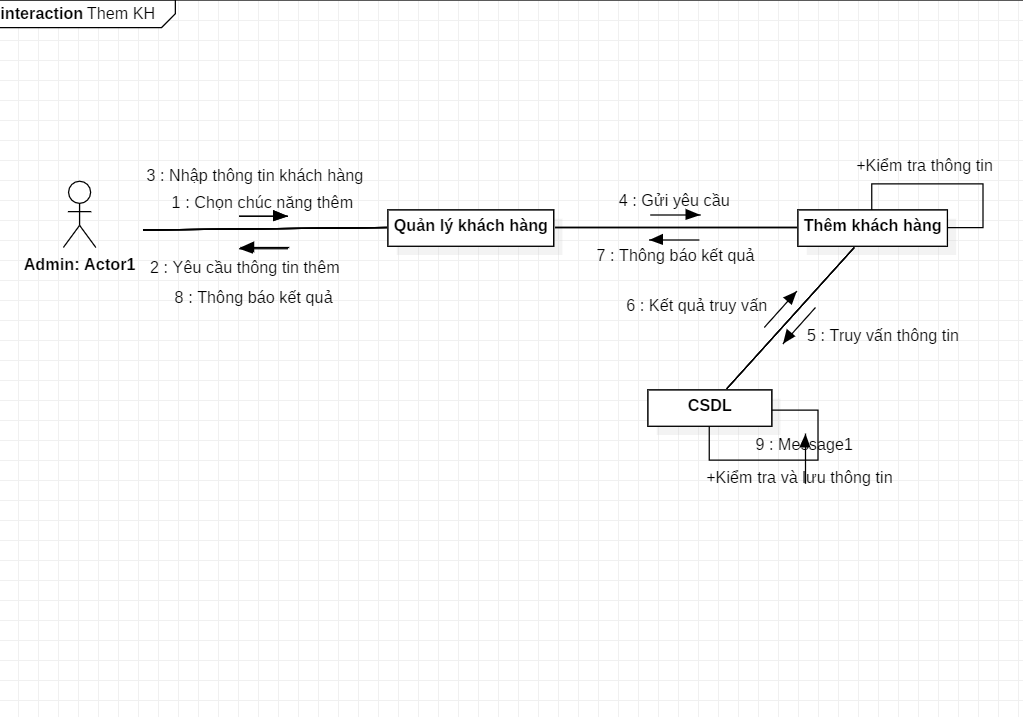 interaction Them KH
+Kiểm tra thông tin
3 : Nhập thông tin khách hàng
1 : Chọn chúc năng thêm
4 : Gửi yêu cầu
Quản lý khách hàng
Thêm khách hàng
7 : Thông báo kết quả
Admin: Actor1
2 : Yêu cầu thông tin thêm
8 : Thông báo kết quả
6 : Kết quả truy vấn
5 : Truy vấn thông tin
CSDL
9 : Message1
+Kiểm tra và lưu thông tin